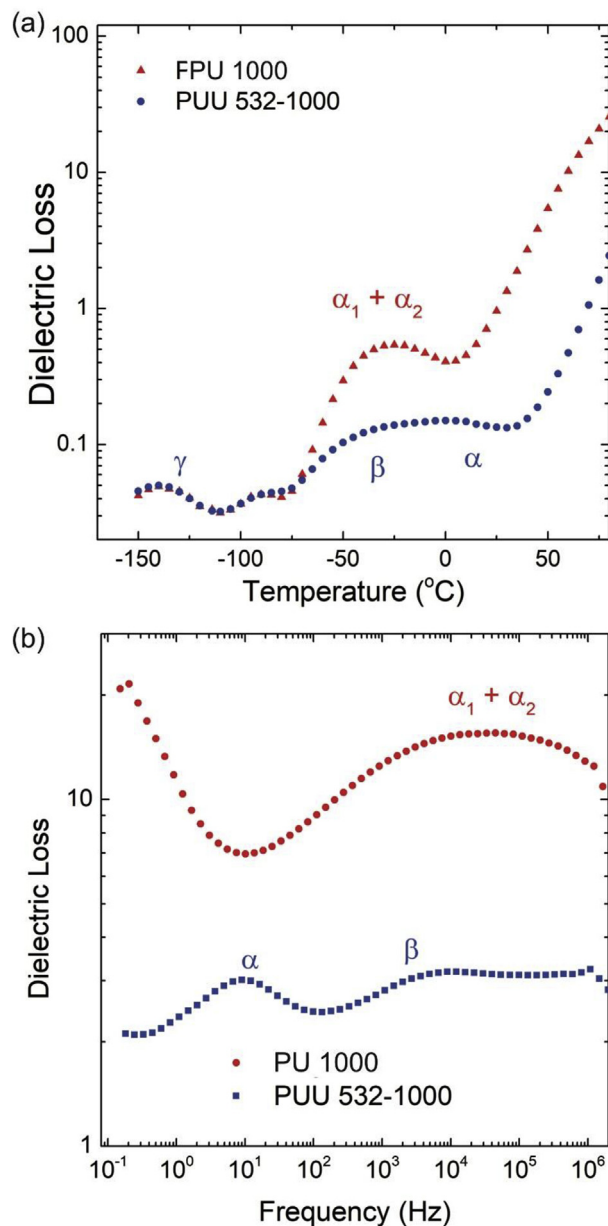 (a)
100
FPU 1000
PUU 532-1000
10
Dielectric Loss
α₁ + α₂
1
0.1
γ
β
α
-150 -100 -50 0 50
Temperature (°C)
(b)
α₁ + α₂
10
Dielectric Loss
α
β
PU 1000
PUU 532-1000
1
10⁻¹ 10⁰ 10¹ 10² 10³ 10⁴ 10⁵ 10⁶
Frequency (Hz)